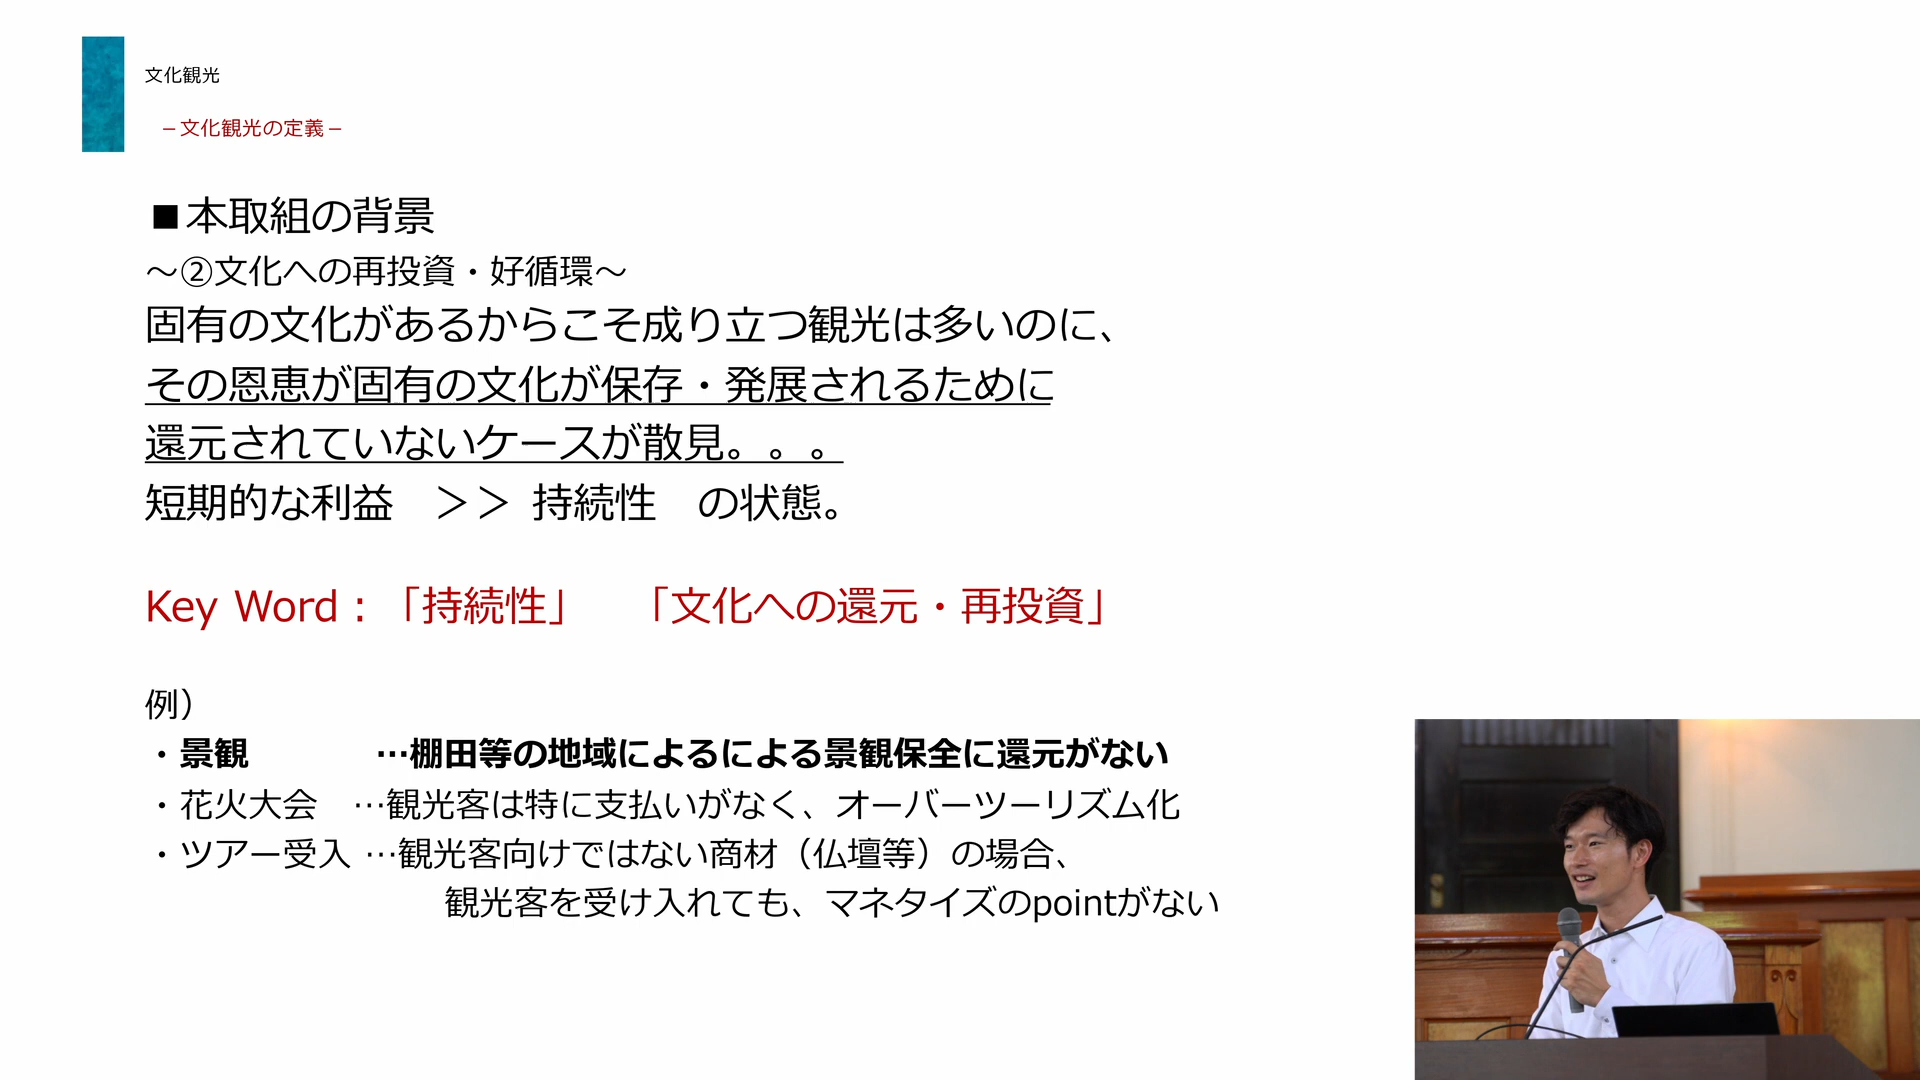 文化観光
– 文化観光の定義 –
■本取組の背景
～②文化への再投資・好循環～
固有の文化があるからこそ成り立つ観光は多いのに、
その恩恵が固有の文化が保存・発展されるために
還元されていないケースが散見。。。
短期的な利益　＞＞ 持続性　の状態。
Key Word：「持続性」　「文化への還元・再投資」
例）
・景観　　　　…棚田等の地域によるによる景観保全に還元がない
・花火大会　…観光客は特に支払いがなく、オーバーツーリズム化
・ツアー受入 …観光客向けではない商材（仏壇等）の場合、
観光客を受け入れても、マネタイズのpointがない